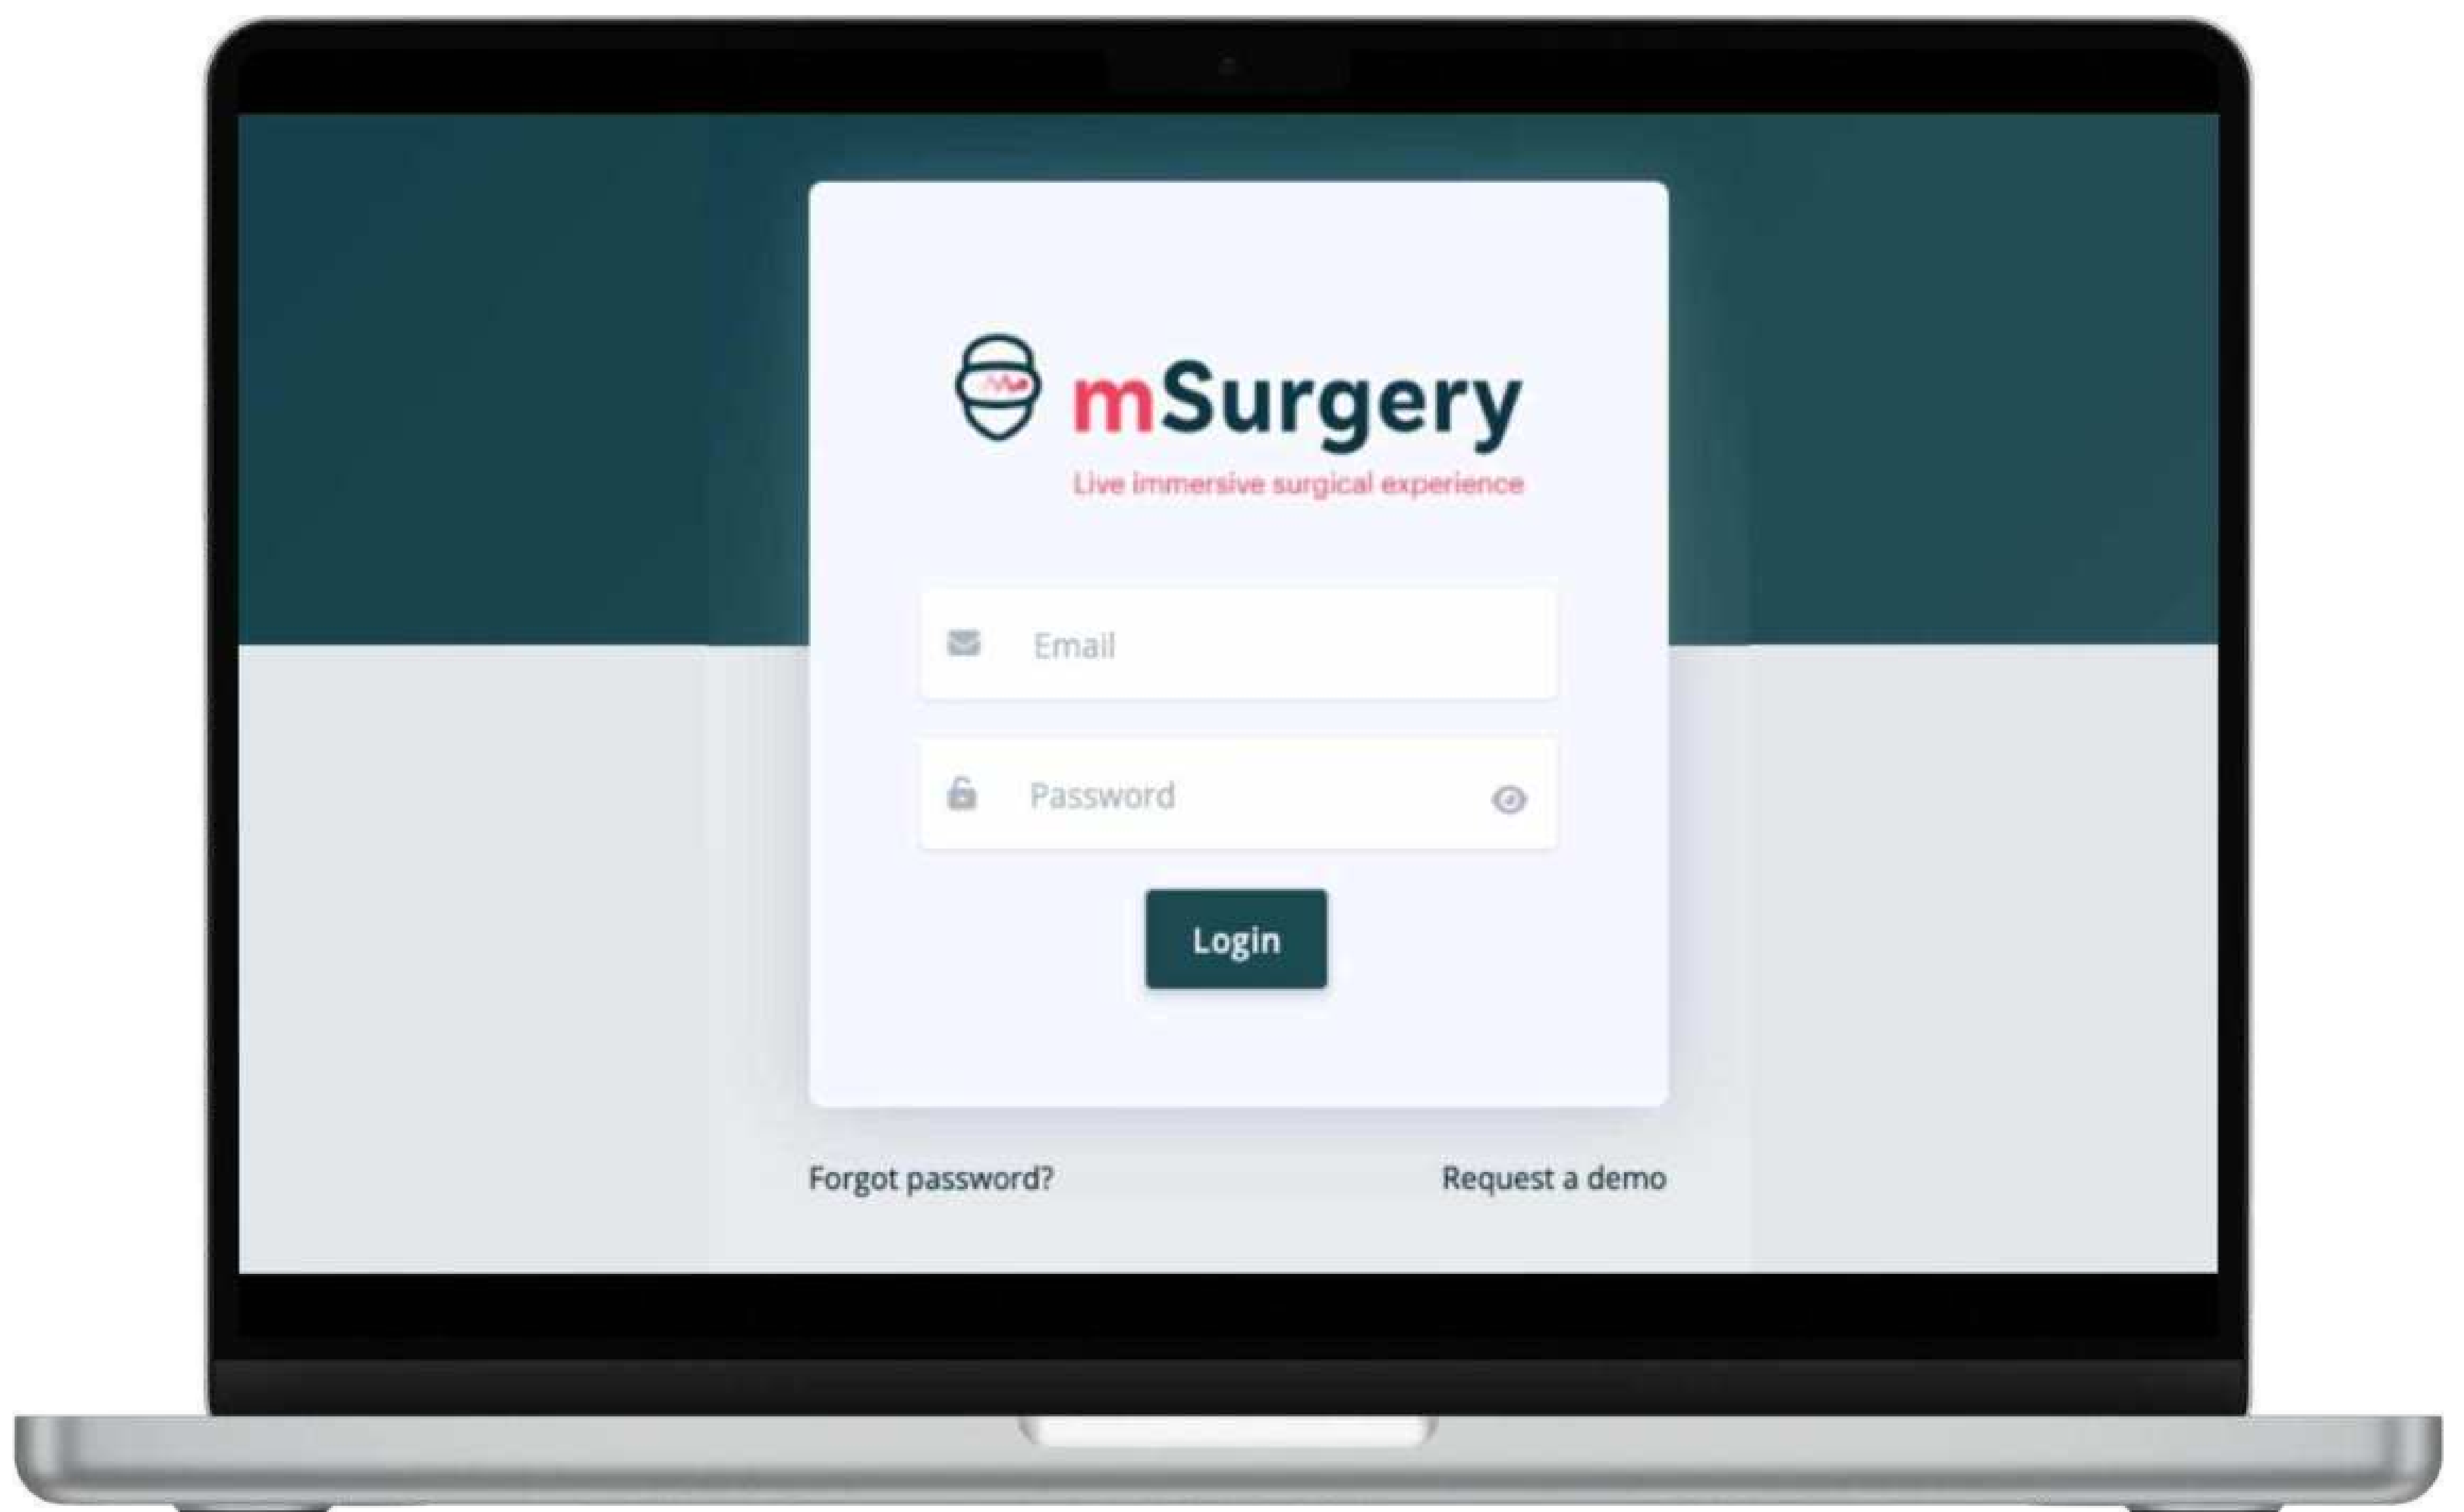 mSurgery
Live immersive surgical experience
Email
Password
Login
Forgot password?
Request a demo